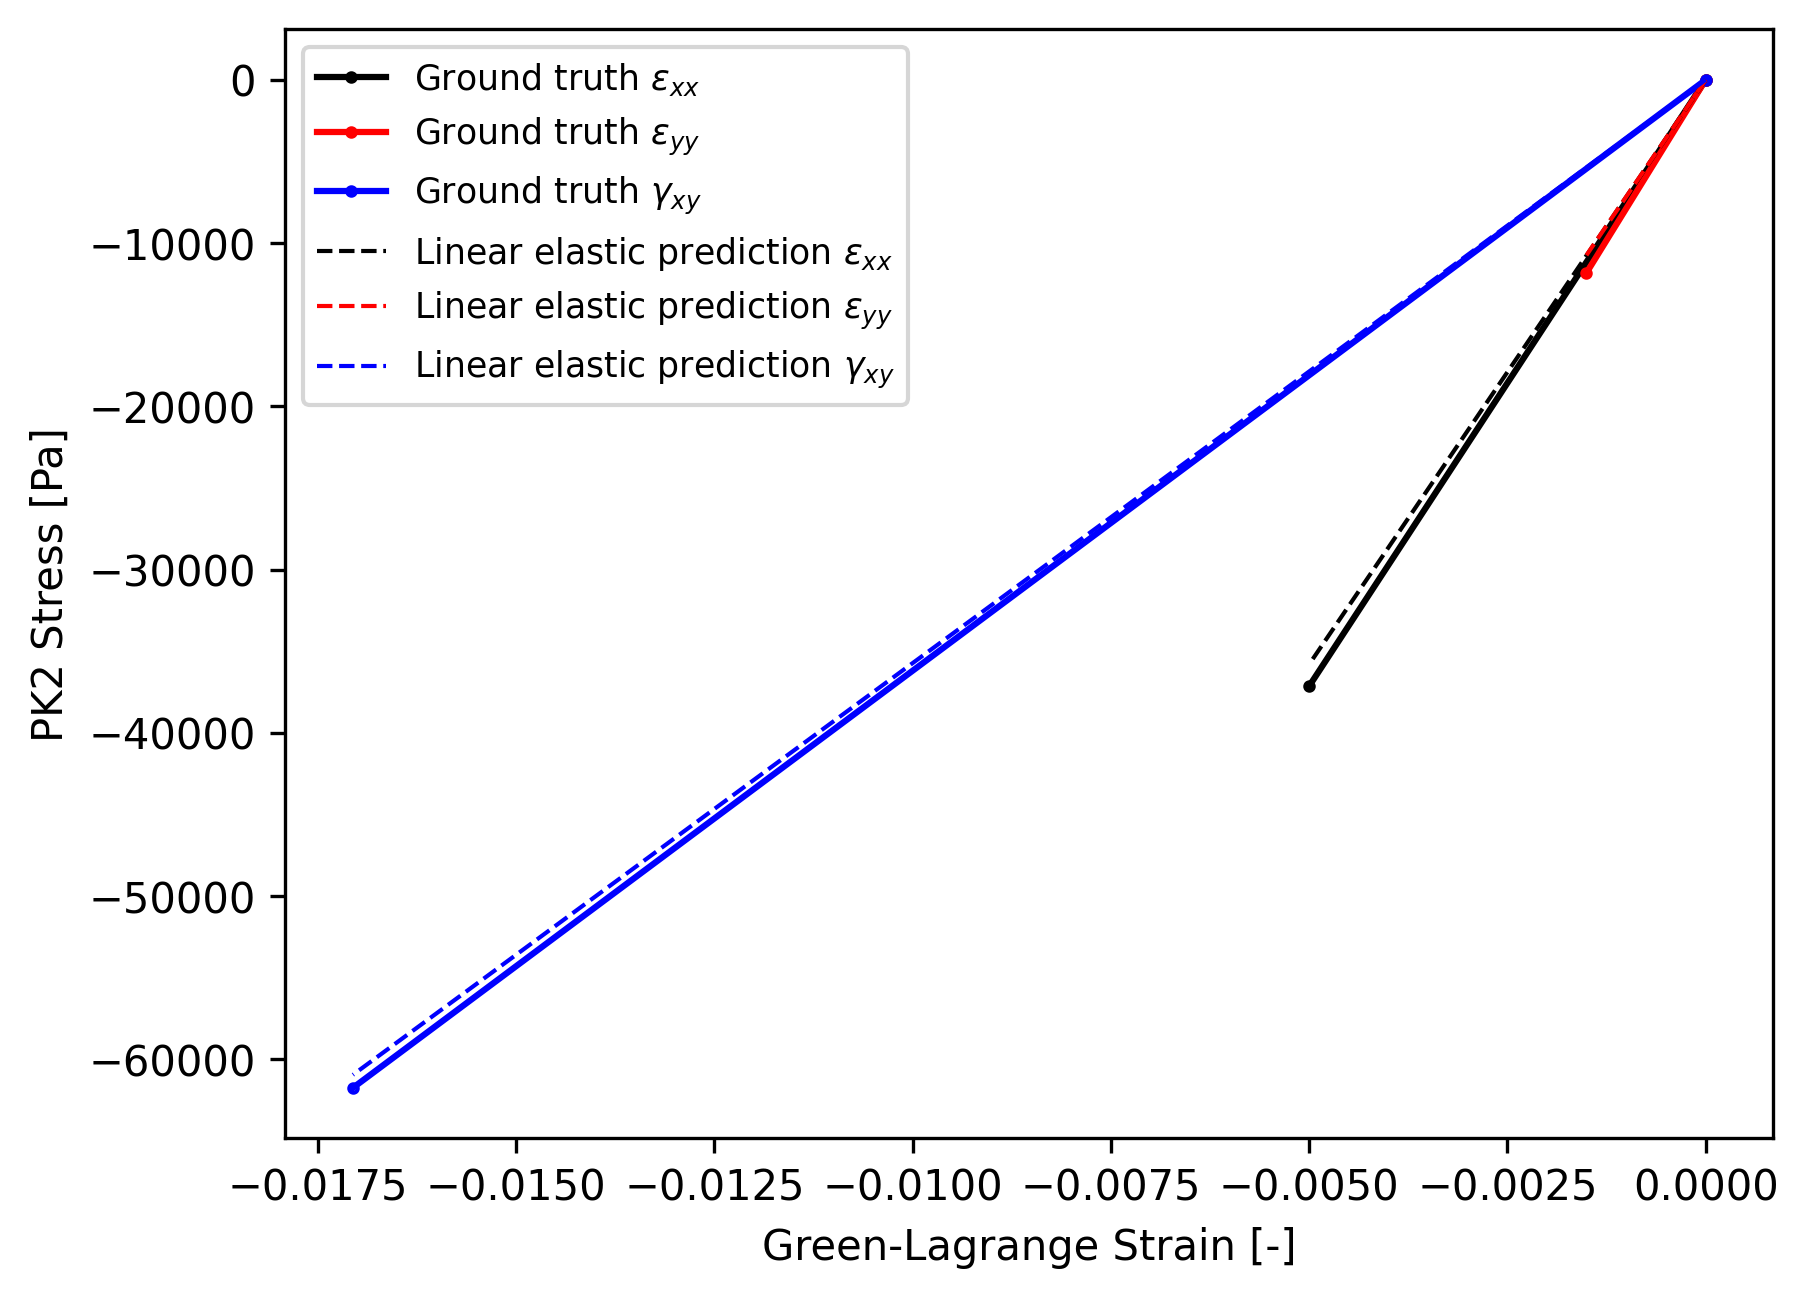 Ground truth εxx
Ground truth εyy
Ground truth γxy
Linear elastic prediction εxx
Linear elastic prediction εyy
Linear elastic prediction γxy
0
−10000
−20000
−30000
−40000
−50000
−60000
PK2 Stress [Pa]
−0.0175 −0.0150 −0.0125 −0.0100 −0.0075 −0.0050 −0.0025 0.0000
Green-Lagrange Strain [-]